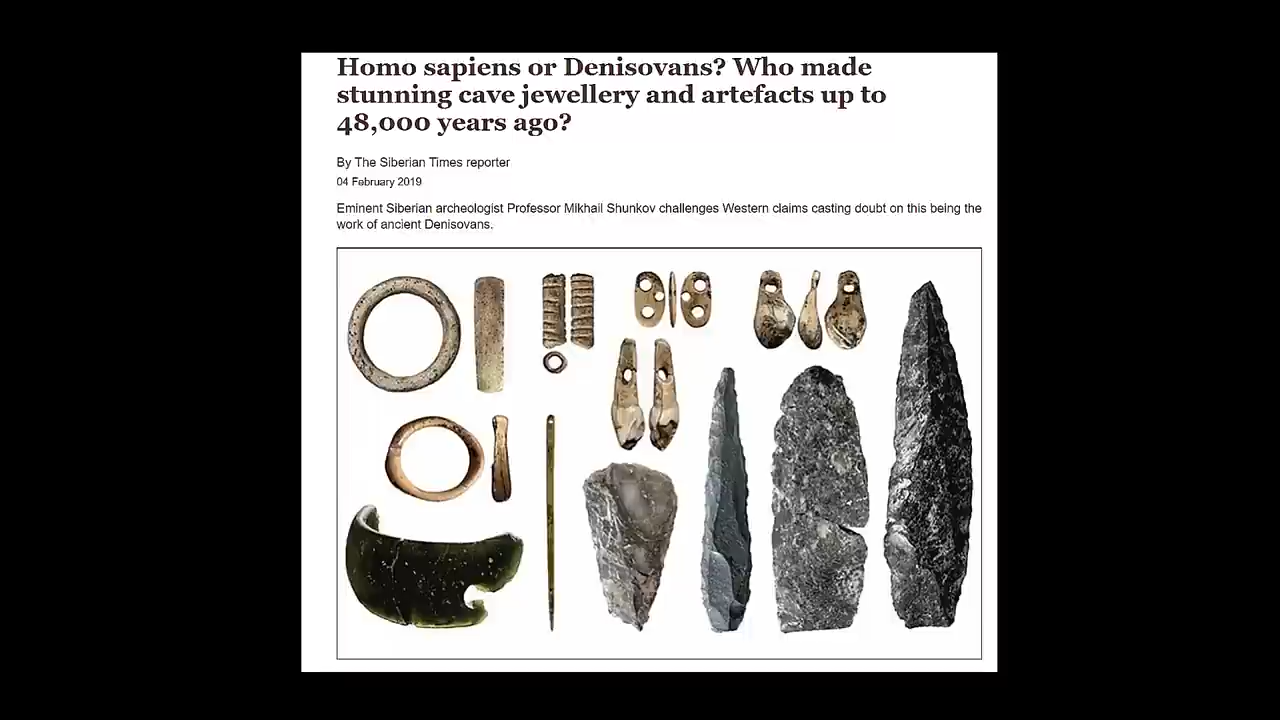 Homo sapiens or Denisovans? Who made
stunning cave jewellery and artefacts up to
48,000 years ago?
By The Siberian Times reporter
04 February 2019
Eminent Siberian archeologist Professor Mikhail Shunkov challenges Western claims casting doubt on this being the
work of ancient Denisovans.